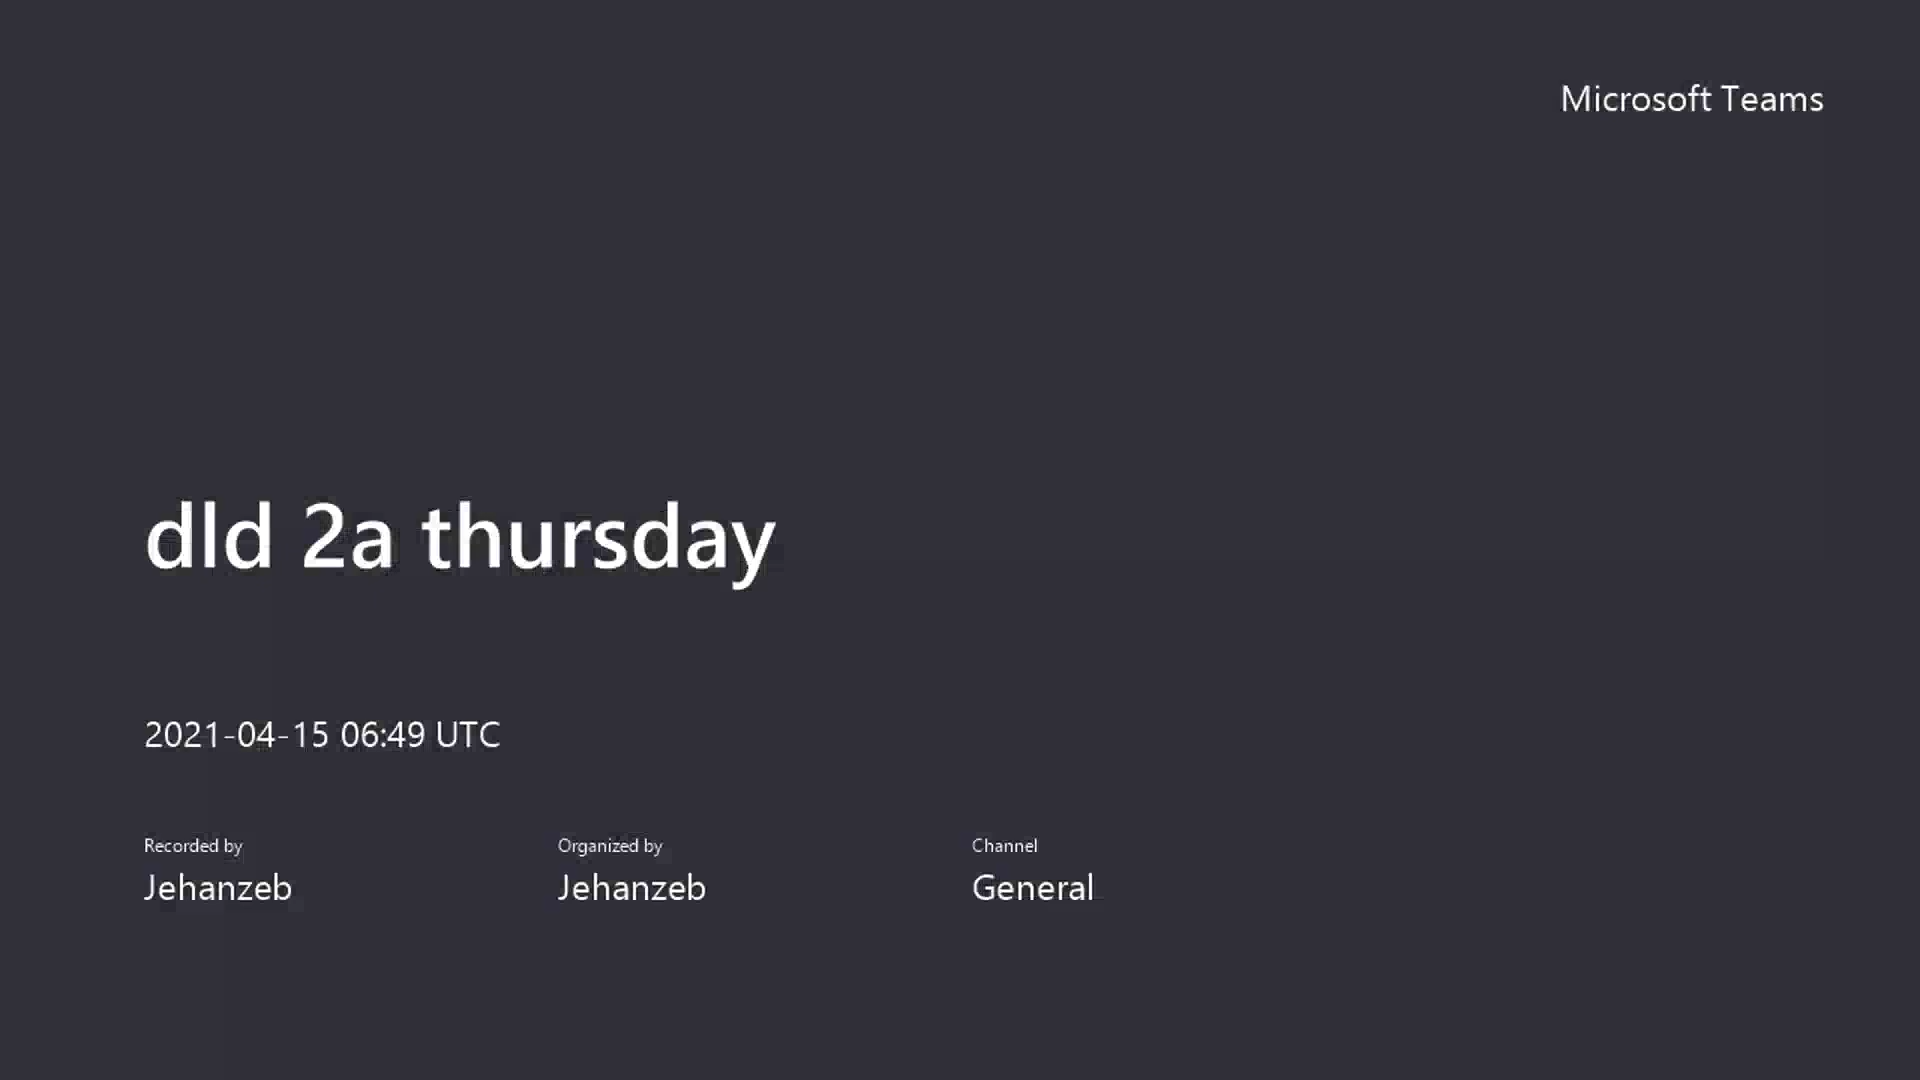 Microsoft Teams
dld 2a thursday
2021-04-15 06:49 UTC
Recorded by
Jehanzeb
Organized by
Jehanzeb
Channel
General